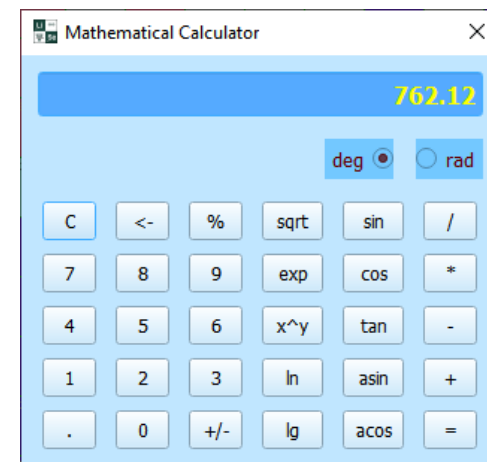 Mathematical Calculator
762.12
deg rad
C <- % sqrt sin /
7 8 9 exp cos *
4 5 6 x^y tan -
1 2 3 ln asin +
. 0 +/- lg acos =